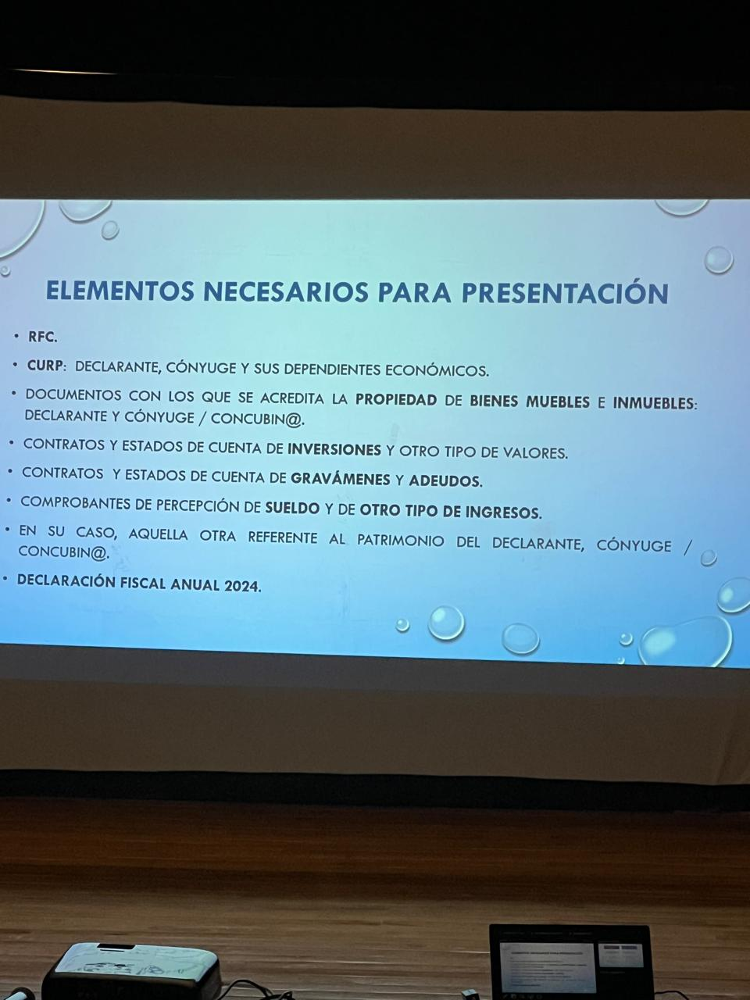 ELEMENTOS NECESARIOS PARA PRESENTACIÓN
• RFC.
• CURP: DECLARANTE, CÓNYUGE Y SUS DEPENDIENTES ECONÓMICOS.
• DOCUMENTOS CON LOS QUE SE ACREDITA LA PROPIEDAD DE BIENES MUEBLES E INMUEBLES:
DECLARANTE Y CÓNYUGE / CONCUBIN@.
• CONTRATOS Y ESTADOS DE CUENTA DE INVERSIONES Y OTRO TIPO DE VALORES.
• CONTRATOS Y ESTADOS DE CUENTA DE GRAVÁMENES Y ADEUDOS.
• COMPROBANTES DE PERCEPCIÓN DE SUELDO Y DE OTRO TIPO DE INGRESOS.
• EN SU CASO, AQUELLA OTRA REFERENTE AL PATRIMONIO DEL DECLARANTE, CÓNYUGE /
CONCUBIN@.
• DECLARACIÓN FISCAL ANUAL 2024.